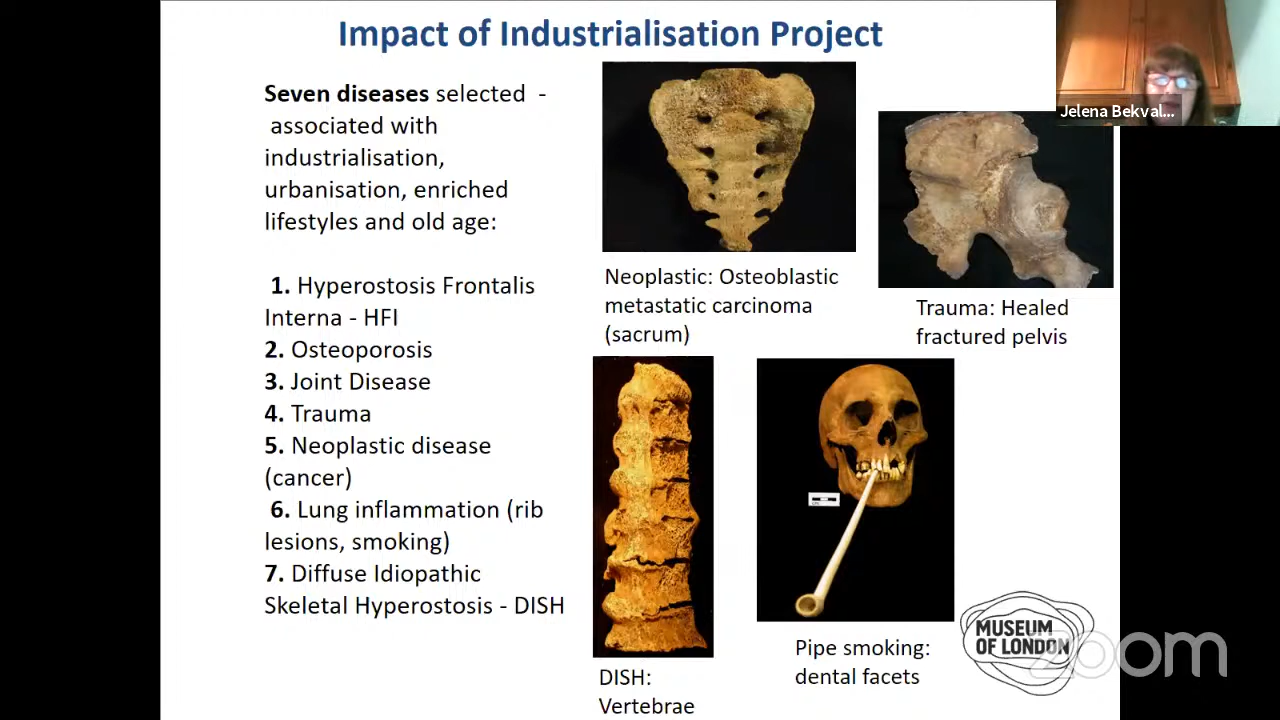 Impact of Industrialisation Project
Seven diseases selected -
associated with
industrialisation,
urbanisation, enriched
lifestyles and old age:
1. Hyperostosis Frontalis
Interna - HFI
2. Osteoporosis
3. Joint Disease
4. Trauma
5. Neoplastic disease
(cancer)
6. Lung inflammation (rib
lesions, smoking)
7. Diffuse Idiopathic
Skeletal Hyperostosis - DISH
Neoplastic: Osteoblastic
metastatic carcinoma
(sacrum)
Trauma: Healed
fractured pelvis
DISH:
Vertebrae
Pipe smoking:
dental facets
MUSEUM
OF LONDON
zoom
Jelena Bekval...